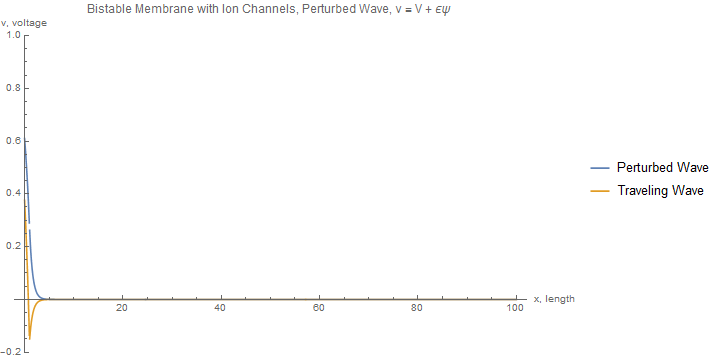 Bistable Membrane with Ion Channels, Perturbed Wave, v = V + ϵψ
v, voltage
1.0
0.8
0.6
0.4
0.2
-0.2
20
40
60
80
100
x, length
Perturbed Wave
Traveling Wave